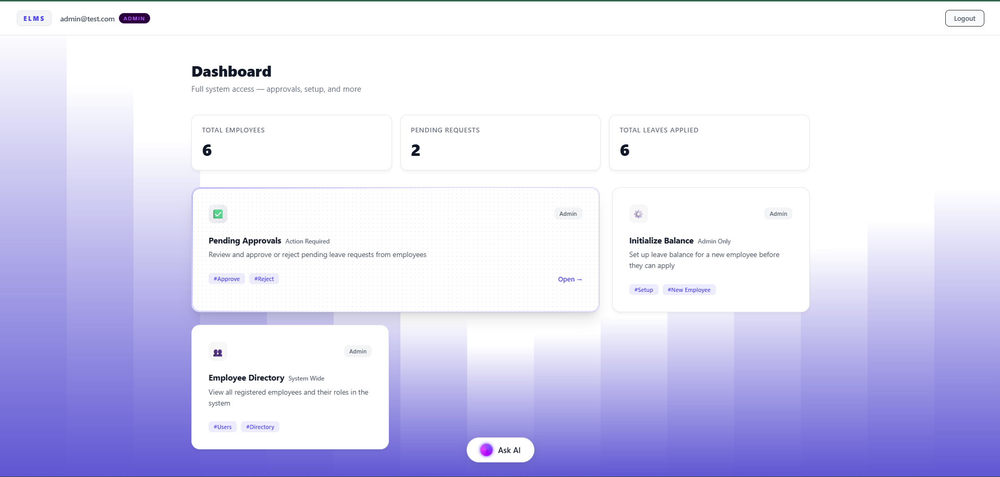 ELMS admin@test.com ADMIN
Logout
Dashboard
Full system access — approvals, setup, and more
TOTAL EMPLOYEES
6
PENDING REQUESTS
2
TOTAL LEAVES APPLIED
6
Admin
Pending Approvals Action Required
Review and approve or reject pending leave requests from employees
#Approve #Reject
Open →
Admin
Initialize Balance Admin Only
Set up leave balance for a new employee before
they can apply
#Setup #New Employee
Admin
Employee Directory System Wide
View all registered employees and their roles in the
system
#Users #Directory
Ask AI